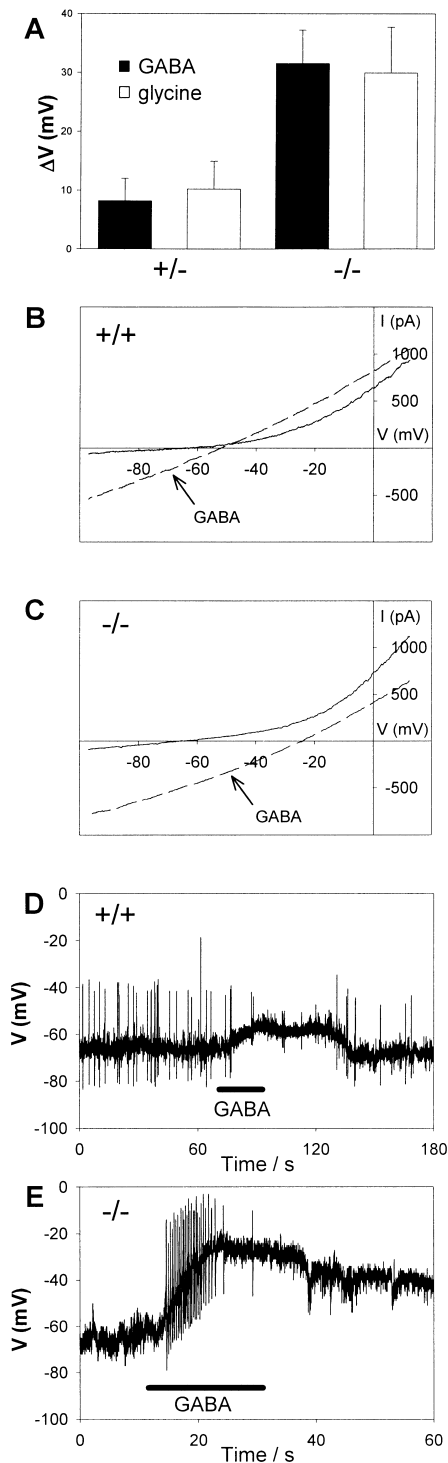 A
40
30
20
10
0
ΔV (mV)
GABA
glycine
+/-
-/-
B
+/+
I (pA)
1000
500
V (mV)
-80
-60
-40
-20
-500
GABA
C
-/-
I (pA)
1000
500
V (mV)
-80
-60
-40
-20
-500
GABA
D
+/+
0
-20
-40
-60
-80
-100
V (mV)
GABA
0
60
120
180
Time / s
E
-/-
0
-20
-40
-60
-80
-100
V (mV)
GABA
0
20
40
60
Time / s